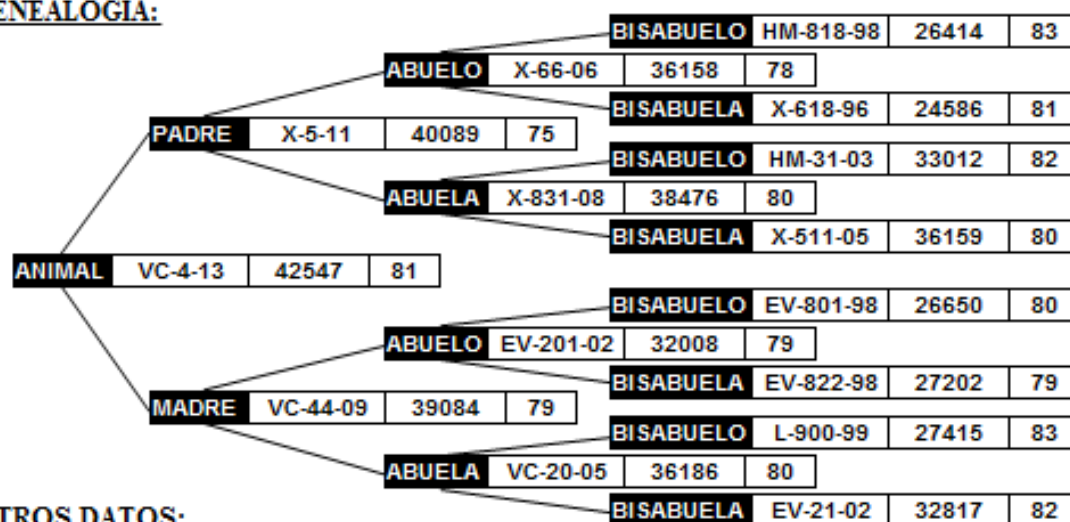 ENEALOGIA:
BISABUELO HM-818-98 26414 83
ABUELO X-66-06 36158 78
BISABUELA X-618-96 24586 81
PADRE X-5-11 40089 75
BISABUELO HM-31-03 33012 82
ABUELA X-831-08 38476 80
BISABUELA X-511-05 36159 80
ANIMAL VC-4-13 42547 81
BISABUELO EV-801-98 26650 80
ABUELO EV-201-02 32008 79
BISABUELA EV-822-98 27202 79
MADRE VC-44-09 39084 79
BISABUELO L-900-99 27415 83
ABUELA VC-20-05 36186 80
BISABUELA EV-21-02 32817 82
TROS DATOS: